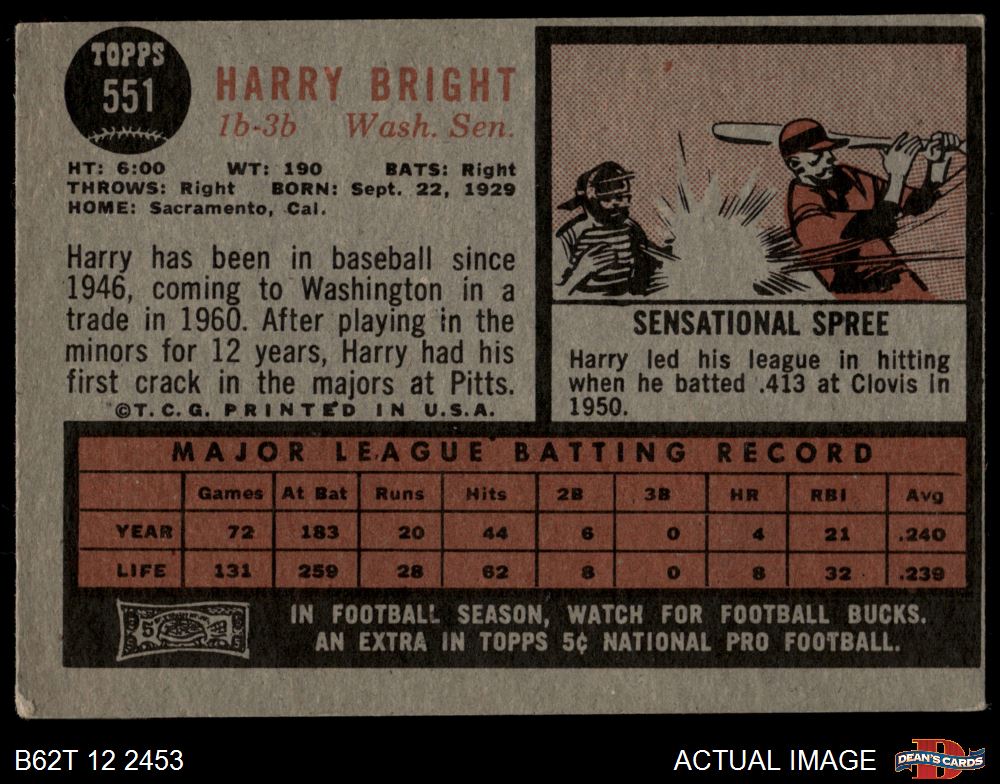 TOPPS
551
HARRY BRIGHT
1b-3b Wash. Sen.
HT: 6:00 WT: 190 BATS: Right
THROWS: Right BORN: Sept. 22, 1929
HOME: Sacramento, Cal.
Harry has been in baseball since
1946, coming to Washington in a
trade in 1960. After playing in the
minors for 12 years, Harry had his
first crack in the majors at Pitts.
©T.C.G. PRINTED IN U.S.A.
SENSATIONAL SPREE
Harry led his league in hitting
when he batted .413 at Clovis in
1950.
MAJOR LEAGUE BATTING RECORD
Games At Bat Runs Hits 2B 3B HR RBI Avg
YEAR 72 183 20 44 6 0 4 21 .240
LIFE 131 259 28 62 8 0 8 32 .239
5
IN FOOTBALL SEASON, WATCH FOR FOOTBALL BUCKS.
AN EXTRA IN TOPPS 5¢ NATIONAL PRO FOOTBALL.
B62T 12 2453
ACTUAL IMAGE
D
DEAN'S CARDS